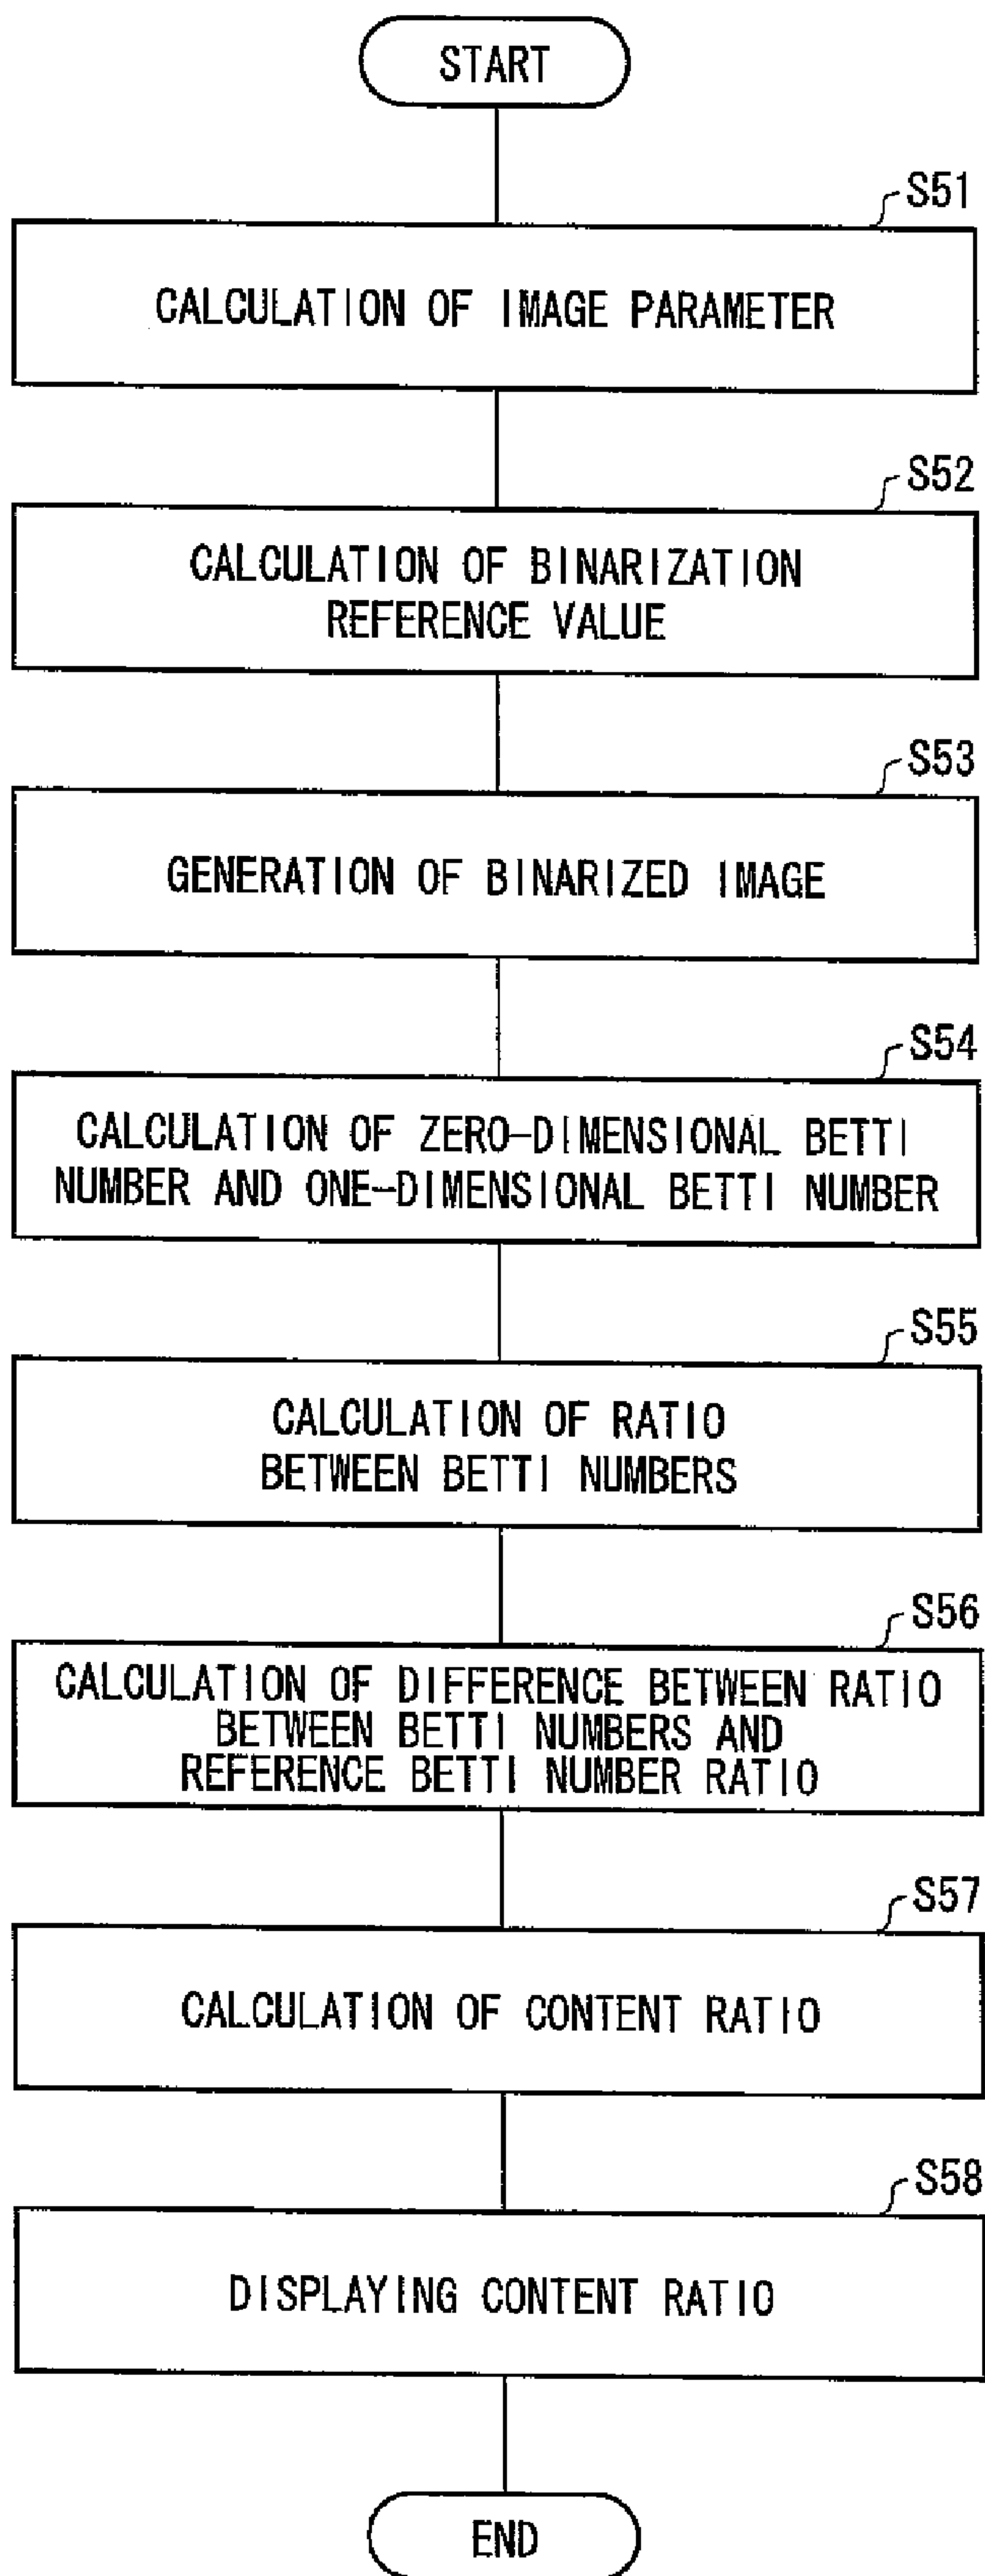 START
S51
CALCULATION OF IMAGE PARAMETER
S52
CALCULATION OF BINARIZATION
REFERENCE VALUE
S53
GENERATION OF BINARIZED IMAGE
S54
CALCULATION OF ZERO-DIMENSIONAL BETTI
NUMBER AND ONE-DIMENSIONAL BETTI NUMBER
S55
CALCULATION OF RATIO
BETWEEN BETTI NUMBERS
S56
CALCULATION OF DIFFERENCE BETWEEN RATIO
BETWEEN BETTI NUMBERS AND
REFERENCE BETTI NUMBER RATIO
S57
CALCULATION OF CONTENT RATIO
S58
DISPLAYING CONTENT RATIO
END